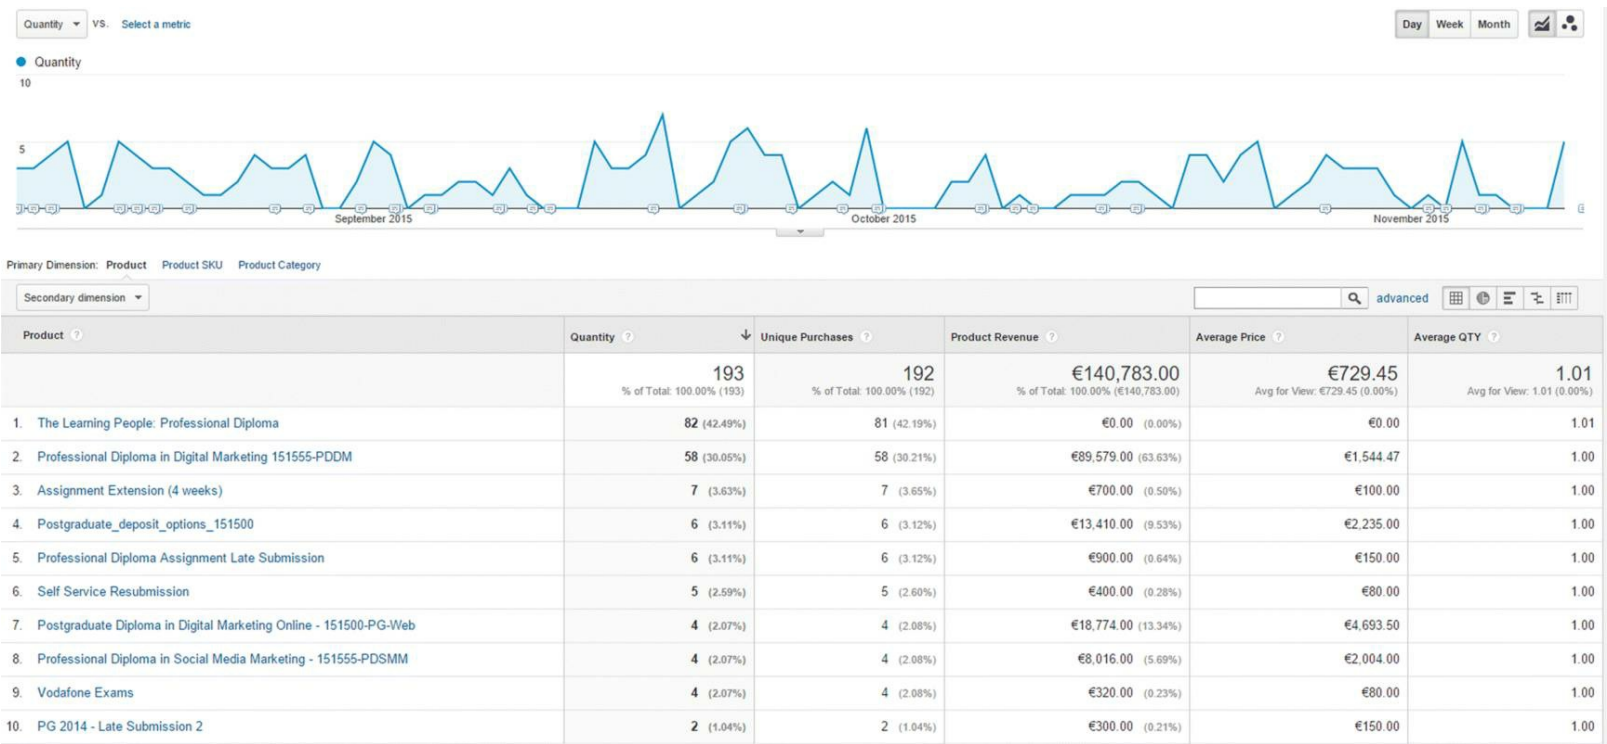 Quantity VS. Select a metric Day Week Month
Quantity
10
5
September 2015 October 2015 November 2015
Primary Dimension: Product Product SKU Product Category
Secondary dimension advanced
Product ? Quantity ? Unique Purchases ? Product Revenue ? Average Price ? Average QTY ?
193 192 €140,783.00 €729.45 1.01
% of Total: 100.00% (193) % of Total: 100.00% (192) % of Total: 100.00% (€140,783.00) Avg for View: €729.45 (0.00%) Avg for View: 1.01 (0.00%)
1. The Learning People: Professional Diploma 82 (42.49%) 81 (42.19%) €0.00 (0.00%) €0.00 1.01
2. Professional Diploma in Digital Marketing 151555-PDDM 58 (30.05%) 58 (30.21%) €89,579.00 (63.63%) €1,544.47 1.00
3. Assignment Extension (4 weeks) 7 (3.63%) 7 (3.65%) €700.00 (0.50%) €100.00 1.00
4. Postgraduate_deposit_options_151500 6 (3.11%) 6 (3.12%) €13,410.00 (9.53%) €2,235.00 1.00
5. Professional Diploma Assignment Late Submission 6 (3.11%) 6 (3.12%) €900.00 (0.64%) €150.00 1.00
6. Self Service Resubmission 5 (2.59%) 5 (2.60%) €400.00 (0.28%) €80.00 1.00
7. Postgraduate Diploma in Digital Marketing Online - 151500-PG-Web 4 (2.07%) 4 (2.08%) €18,774.00 (13.34%) €4,693.50 1.00
8. Professional Diploma in Social Media Marketing - 151555-PDSMM 4 (2.07%) 4 (2.08%) €8,016.00 (5.69%) €2,004.00 1.00
9. Vodafone Exams 4 (2.07%) 4 (2.08%) €320.00 (0.23%) €80.00 1.00
10. PG 2014 - Late Submission 2 2 (1.04%) 2 (1.04%) €300.00 (0.21%) €150.00 1.00